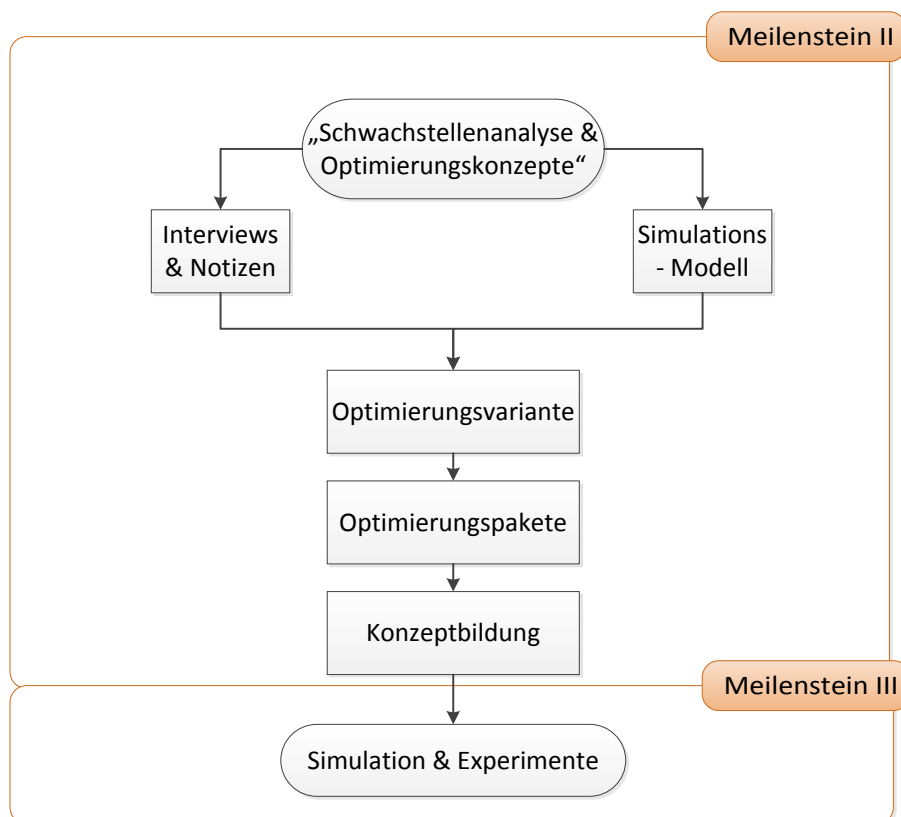 Meilenstein II
„Schwachstellenanalyse &
Optimierungskonzepte“
Interviews
& Notizen
Simulations
- Modell
Optimierungsvariante
Optimierungspakete
Konzeptbildung
Meilenstein III
Simulation & Experimente